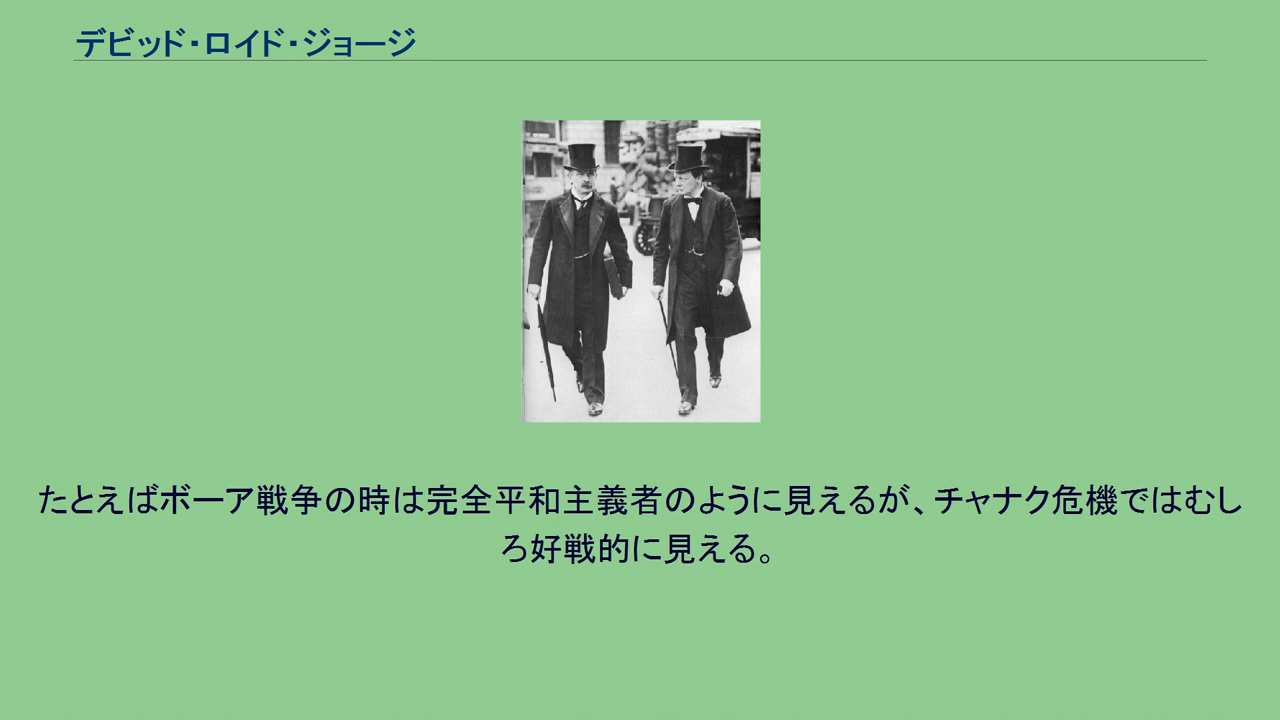 デビッド・ロイド・ジョージ
たとえばボーア戦争の時は完全平和主義者のように見えるが、チャナク危機ではむし
ろ好戦的に見える。